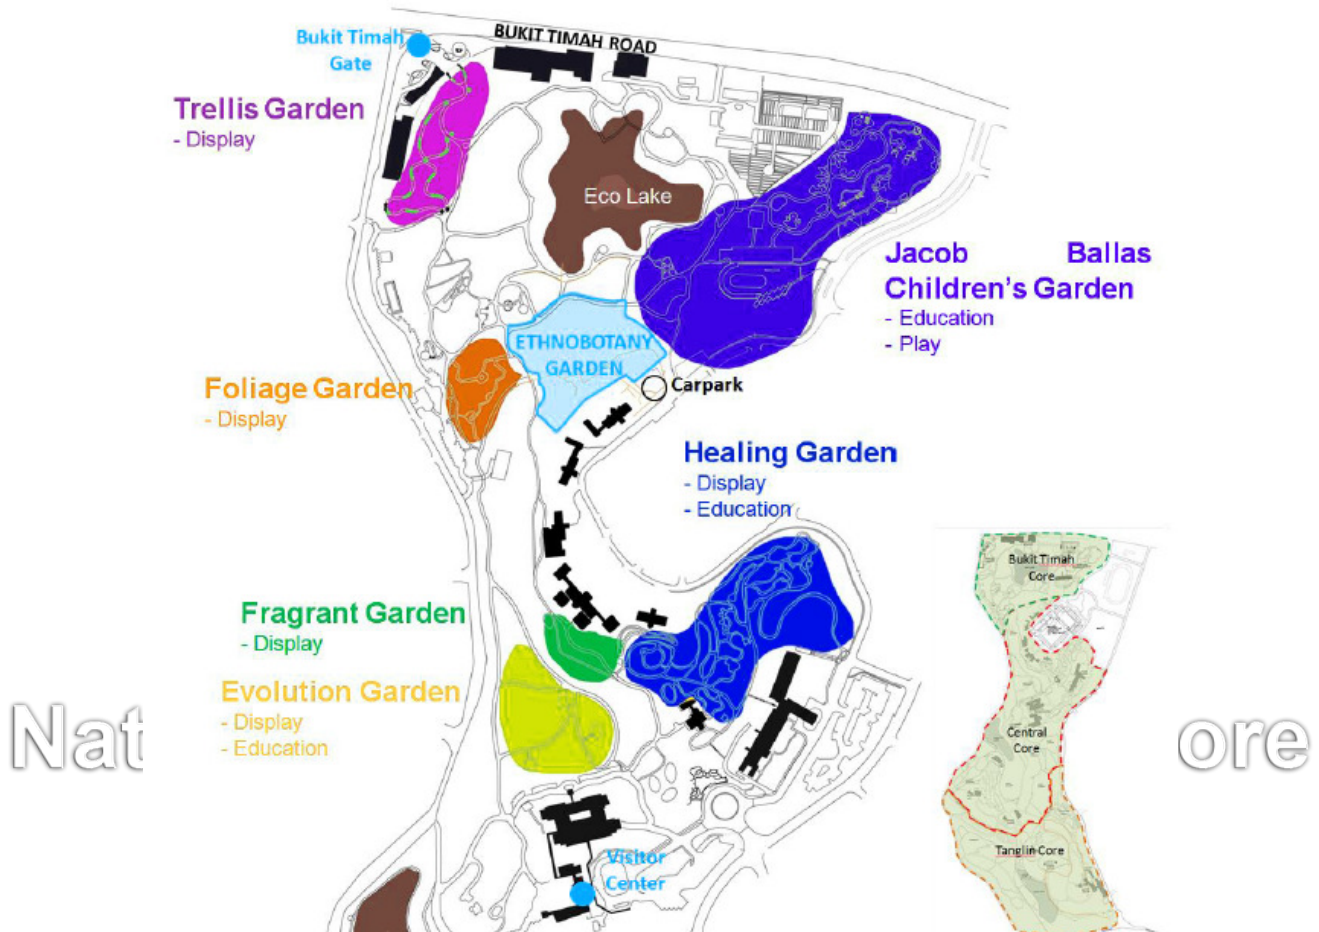 BUKIT TIMAH ROAD
Bukit Timah
Gate
Trellis Garden
- Display
Eco Lake
Jacob Ballas
Children's Garden
- Education
- Play
ETHNOBOTANY
GARDEN
Carpark
Foliage Garden
- Display
Healing Garden
- Display
- Education
Fragrant Garden
- Display
Evolution Garden
- Display
- Education
Nat
ore
Visitor
Center
Bukit Timah
Core
Central
Core
Tanglin Core